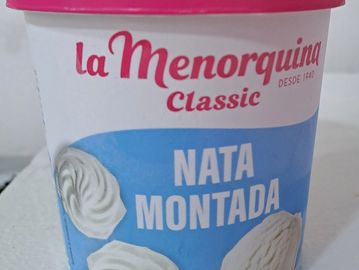 la Menorquina
DESDE 1940
Classic
NATA
MONTADA